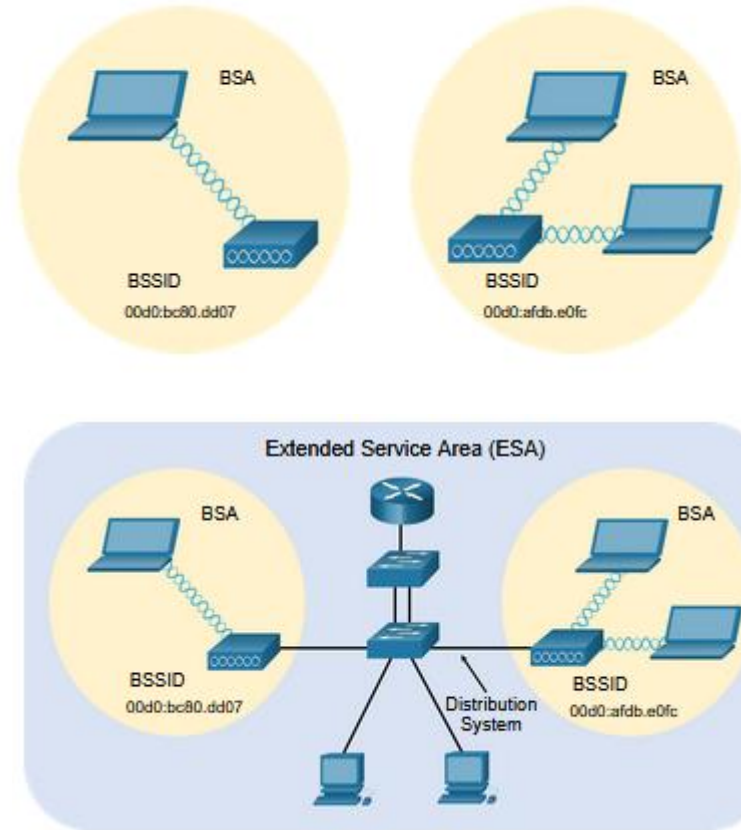 BSA
BSA
BSSID
00d0:bc80.dd07
BSSID
00d0:afdb.e0fc
Extended Service Area (ESA)
BSA
BSA
BSSID
00d0:bc80.dd07
BSSID
00d0:afdb.e0fc
Distribution
System